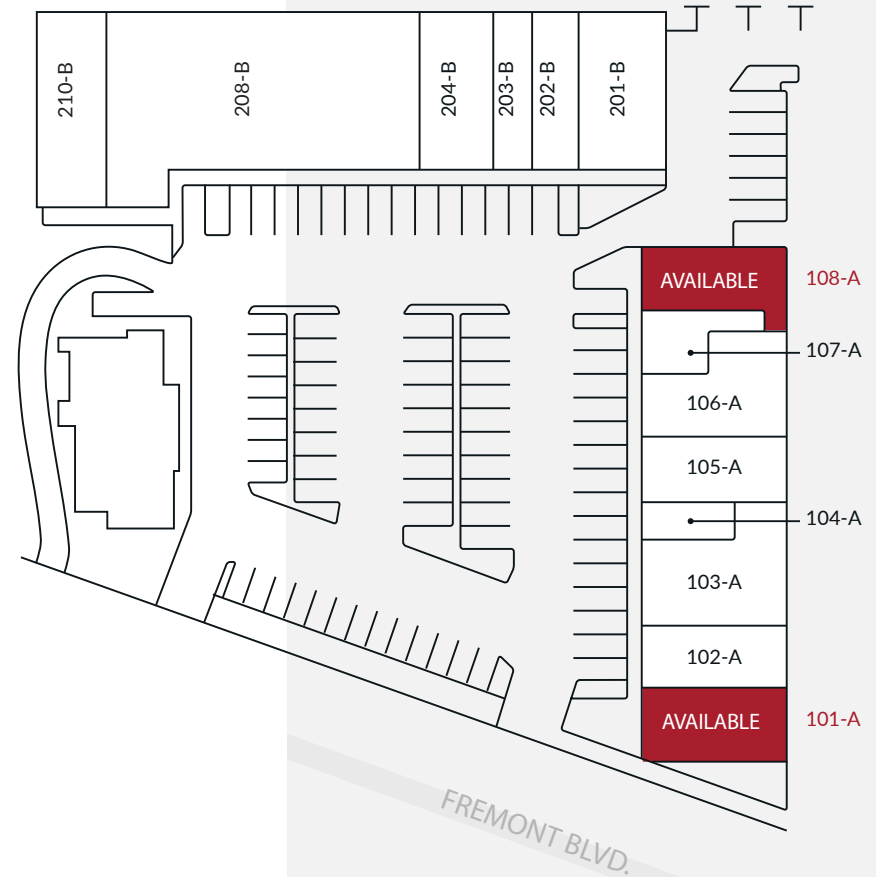 210-B
208-B
204-B
203-B
202-B
201-B
AVAILABLE
108-A
107-A
106-A
105-A
104-A
103-A
102-A
AVAILABLE
101-A
FREMONT BLVD.